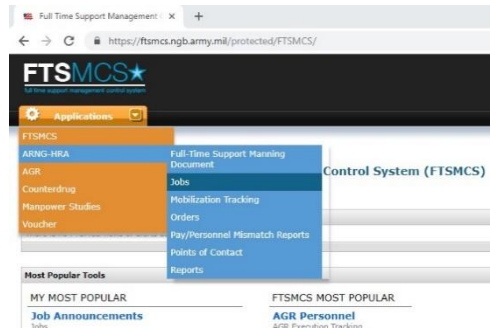 Full Time Support Management
https://ftsmcs.ngb.army.mil/protected/FTSMCS/
FTSMCS
full time support management control system
Applications
FTSMCS
ARNG-HRA
AGR
Counterdrug
Manpower Studies
Voucher
Full-Time Support Manning
Document
Jobs
Mobilization Tracking
Orders
Pay/Personnel Mismatch Reports
Points of Contact
Reports
Control System (FTSMCS)
Most Popular Tools
MY MOST POPULAR
Job Announcements
Jobs
FTSMCS MOST POPULAR
AGR Personnel
AGR Execution Tracking